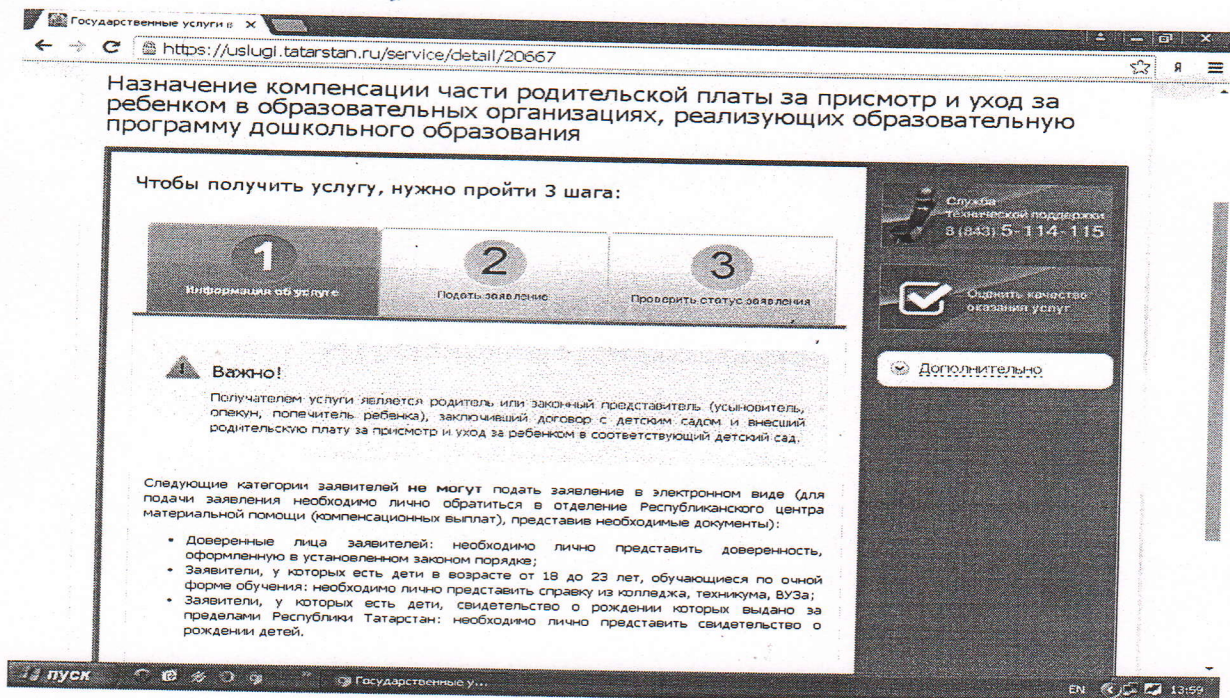 Государственные услуги в
https://uslugi.tatarstan.ru/service/detail/20667
Я
Назначение компенсации части родительской платы за присмотр и уход за
ребенком в образовательных организациях, реализующих образовательную
программу дошкольного образования
Чтобы получить услугу, нужно пройти 3 шага:
1
Информация об услуге
2
Подать заявление
3
Проверить статус заявления
Служба
технической поддержки
8 (843) 5-114-115
Оценить качество
оказания услуг
Дополнительно
Важно!
Получателем услуги является родитель или законный представитель (усыновитель,
опекун, попечитель ребенка), заключивший договор с детским садом и внесший
родительскую плату за присмотр и уход за ребенком в соответствующий детский сад.
Следующие категории заявителей не могут подать заявление в электронном виде (для
подачи заявления необходимо лично обратиться в отделение Республиканского центра
материальной помощи (компенсационных выплат), представив необходимые документы):
• Доверенные лица заявителей: необходимо лично представить доверенность,
оформленную в установленном законом порядке;
• Заявители, у которых есть дети в возрасте от 18 до 23 лет, обучающиеся по очной
форме обучения: необходимо лично представить справку из колледжа, техникума, ВУЗа;
• Заявители, у которых есть дети, свидетельство о рождении которых выдано за
пределами Республики Татарстан: необходимо лично представить свидетельство о
рождении детей.
пуск
Государственные у...
EN
13:59